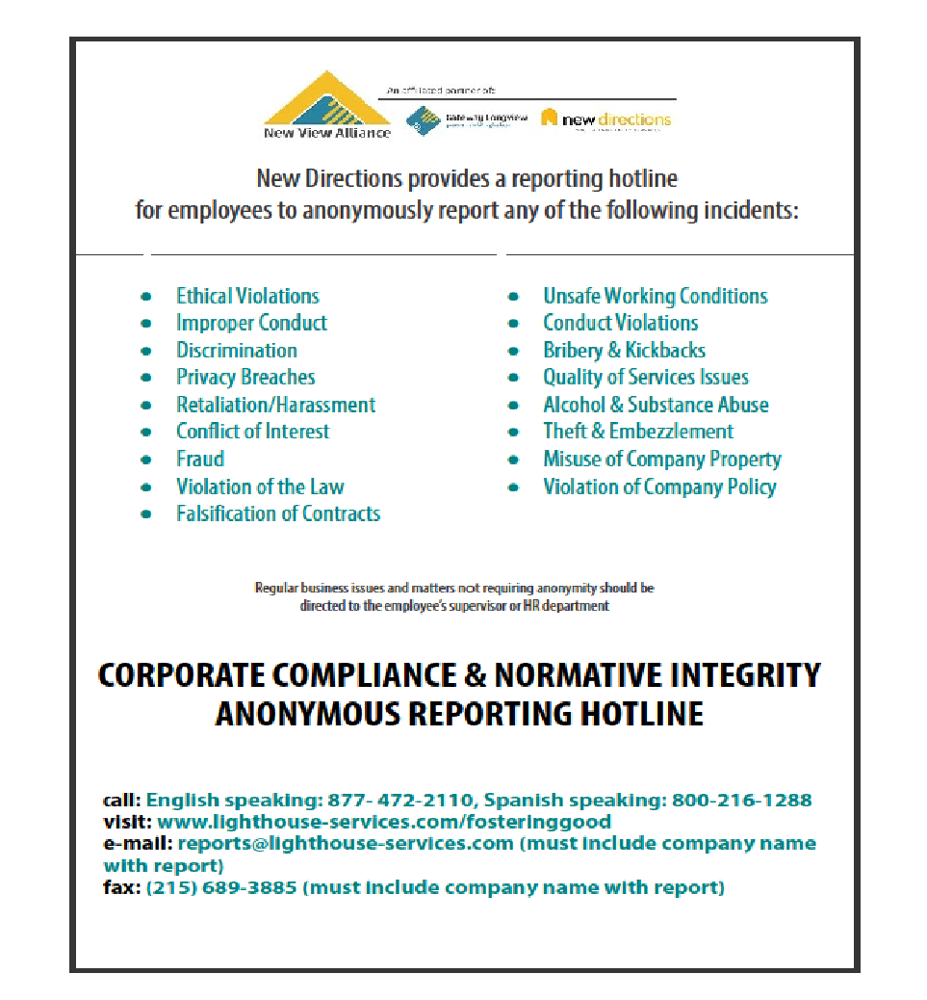 An affiliated partner of:
New View Alliance
Gateway Longview
new directions
New Directions provides a reporting hotline
for employees to anonymously report any of the following incidents:
• Ethical Violations
• Improper Conduct
• Discrimination
• Privacy Breaches
• Retaliation/Harassment
• Conflict of Interest
• Fraud
• Violation of the Law
• Falsification of Contracts
• Unsafe Working Conditions
• Conduct Violations
• Bribery & Kickbacks
• Quality of Services Issues
• Alcohol & Substance Abuse
• Theft & Embezzlement
• Misuse of Company Property
• Violation of Company Policy
Regular business issues and matters not requiring anonymity should be
directed to the employee's supervisor or HR department
CORPORATE COMPLIANCE & NORMATIVE INTEGRITY
ANONYMOUS REPORTING HOTLINE
call: English speaking: 877- 472-2110, Spanish speaking: 800-216-1288
visit: www.lighthouse-services.com/fosteringgood
e-mail: reports@lighthouse-services.com (must include company name
with report)
fax: (215) 689-3885 (must include company name with report)